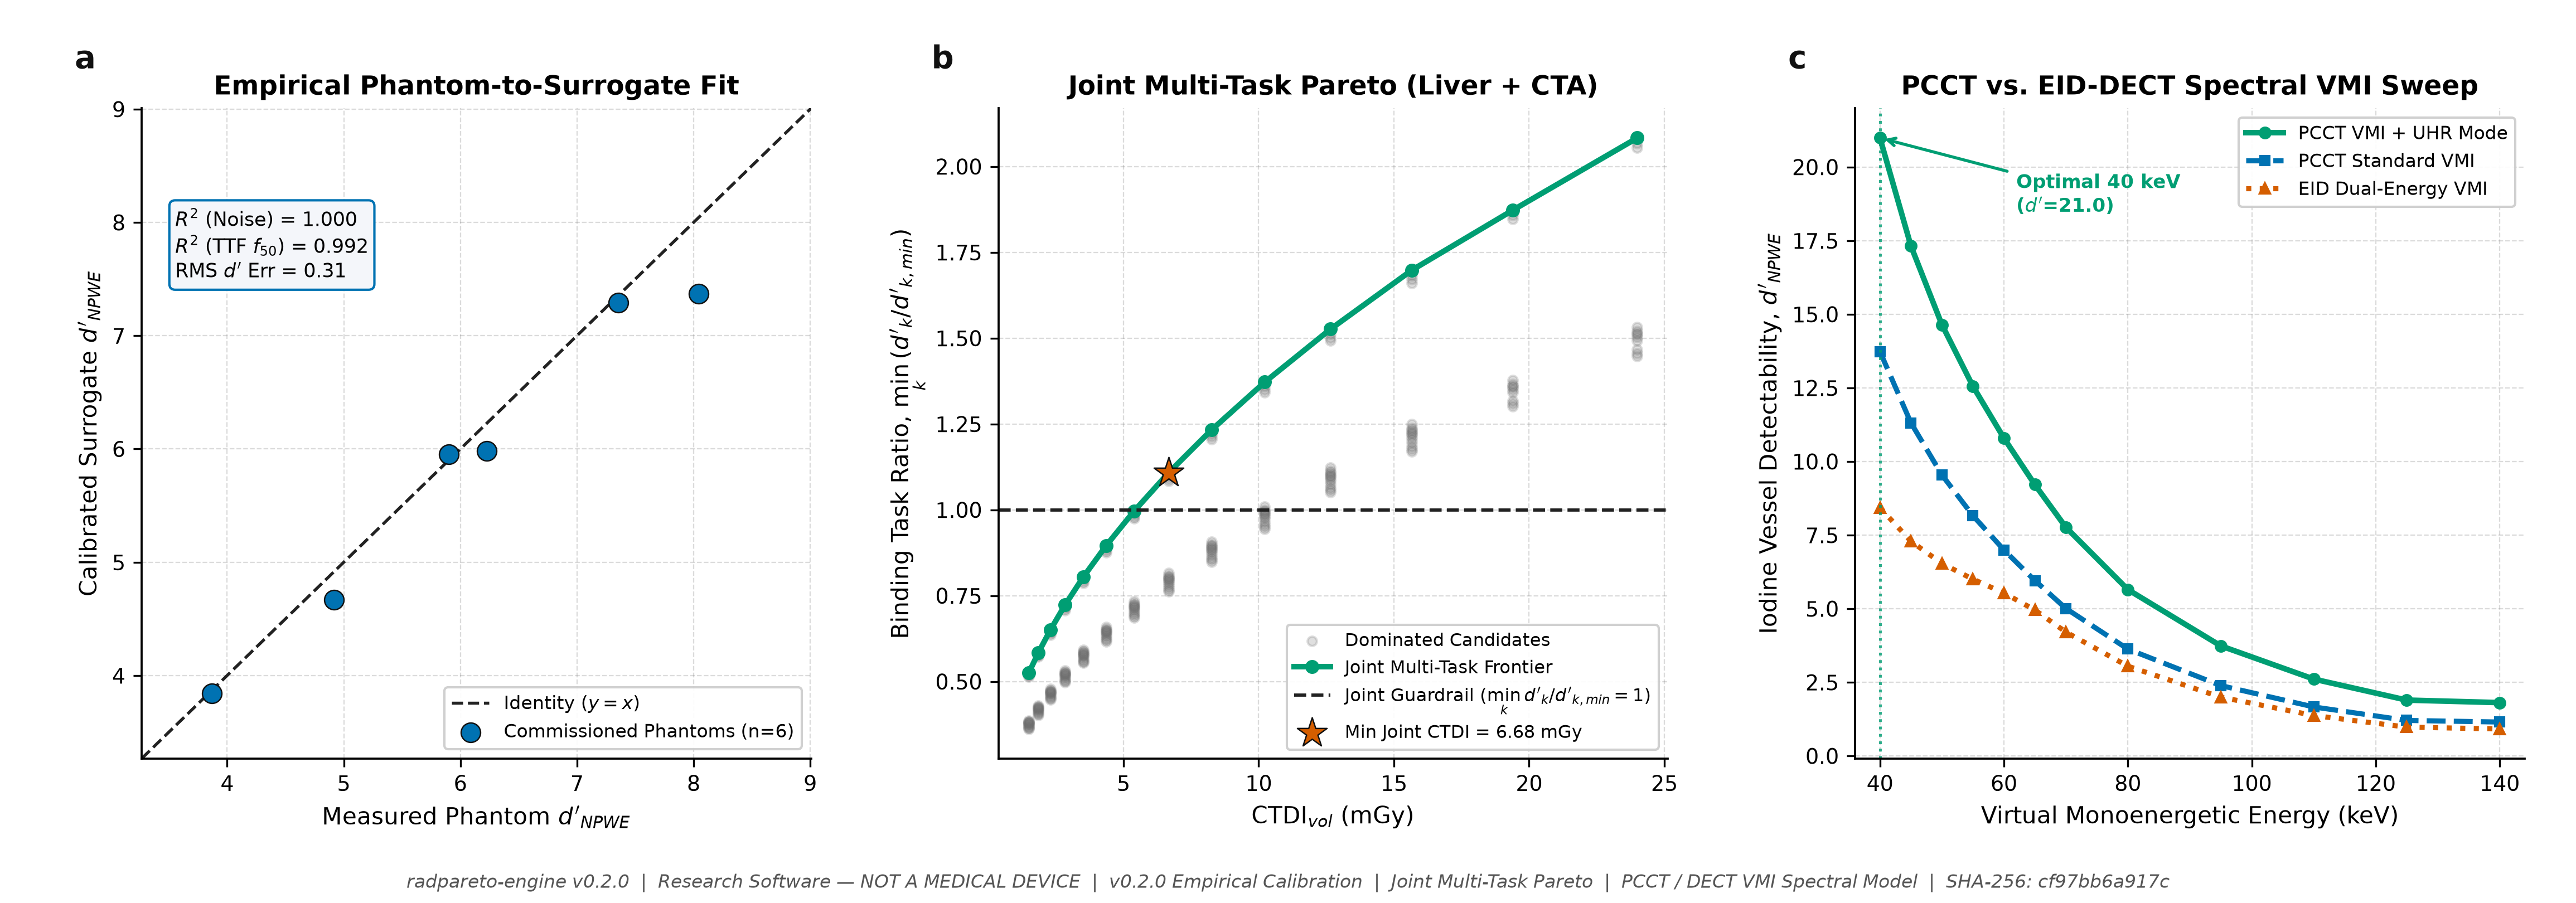 a
Empirical Phantom-to-Surrogate Fit
9
8
7
6
5
4
Calibrated Surrogate d′NPWE
R² (Noise) = 1.000
R² (TTF f₅₀) = 0.992
RMS d′ Err = 0.31
Identity (y = x)
Commissioned Phantoms (n=6)
4 5 6 7 8 9
Measured Phantom d′NPWE
b
Joint Multi-Task Pareto (Liver + CTA)
2.00
1.75
1.50
1.25
1.00
0.75
0.50
Binding Task Ratio, min k (d′k/d′k, min)
Dominated Candidates
Joint Multi-Task Frontier
Joint Guardrail (min k d′k/d′k, min = 1)
Min Joint CTDI = 6.68 mGy
5 10 15 20 25
CTDIvol (mGy)
c
PCCT vs. EID-DECT Spectral VMI Sweep
20.0
17.5
15.0
12.5
10.0
7.5
5.0
2.5
0.0
Iodine Vessel Detectability, d′NPWE
Optimal 40 keV
(d′=21.0)
PCCT VMI + UHR Mode
PCCT Standard VMI
EID Dual-Energy VMI
40 60 80 100 120 140
Virtual Monoenergetic Energy (keV)
radpareto-engine v0.2.0 | Research Software — NOT A MEDICAL DEVICE | v0.2.0 Empirical Calibration | Joint Multi-Task Pareto | PCCT / DECT VMI Spectral Model | SHA-256: cf97bb6a917c